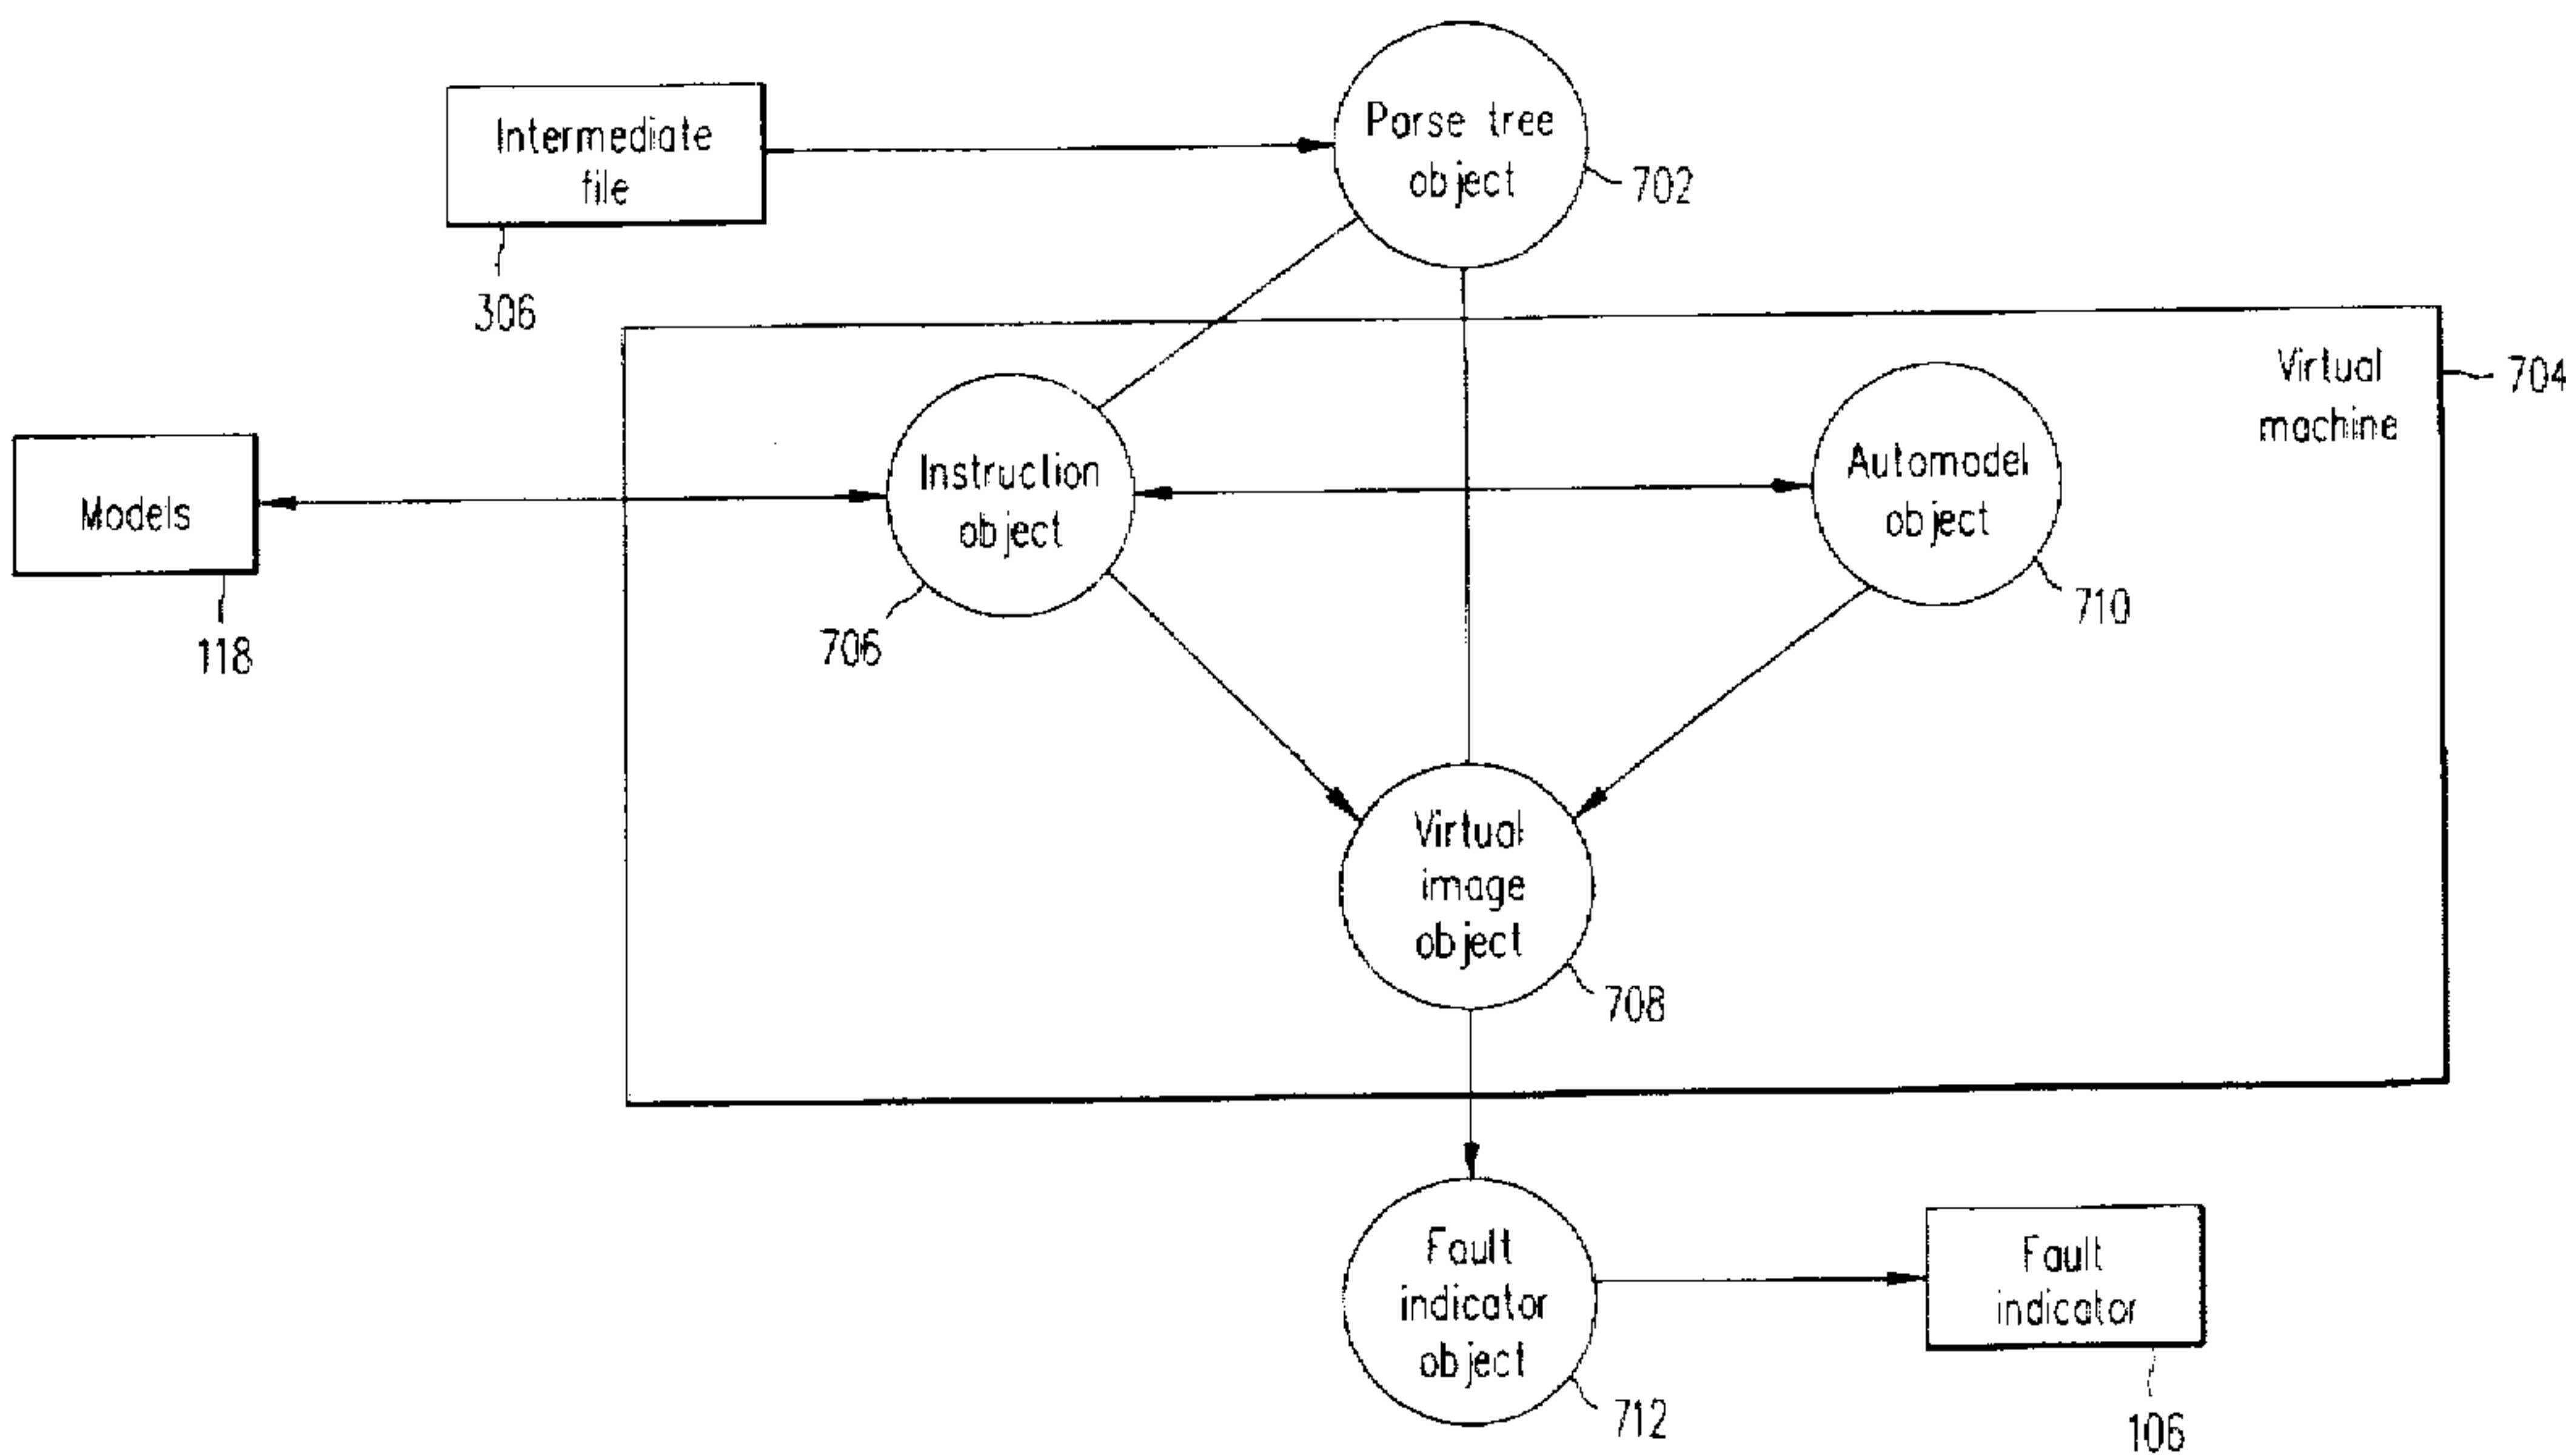 Parse tree
object
702
Intermediate
file
306
Virtual
machine
704
Models
118
Instruction
object
706
Automodel
object
710
Virtual
image
object
708
Fault
indicator
object
712
Fault
indicator
106